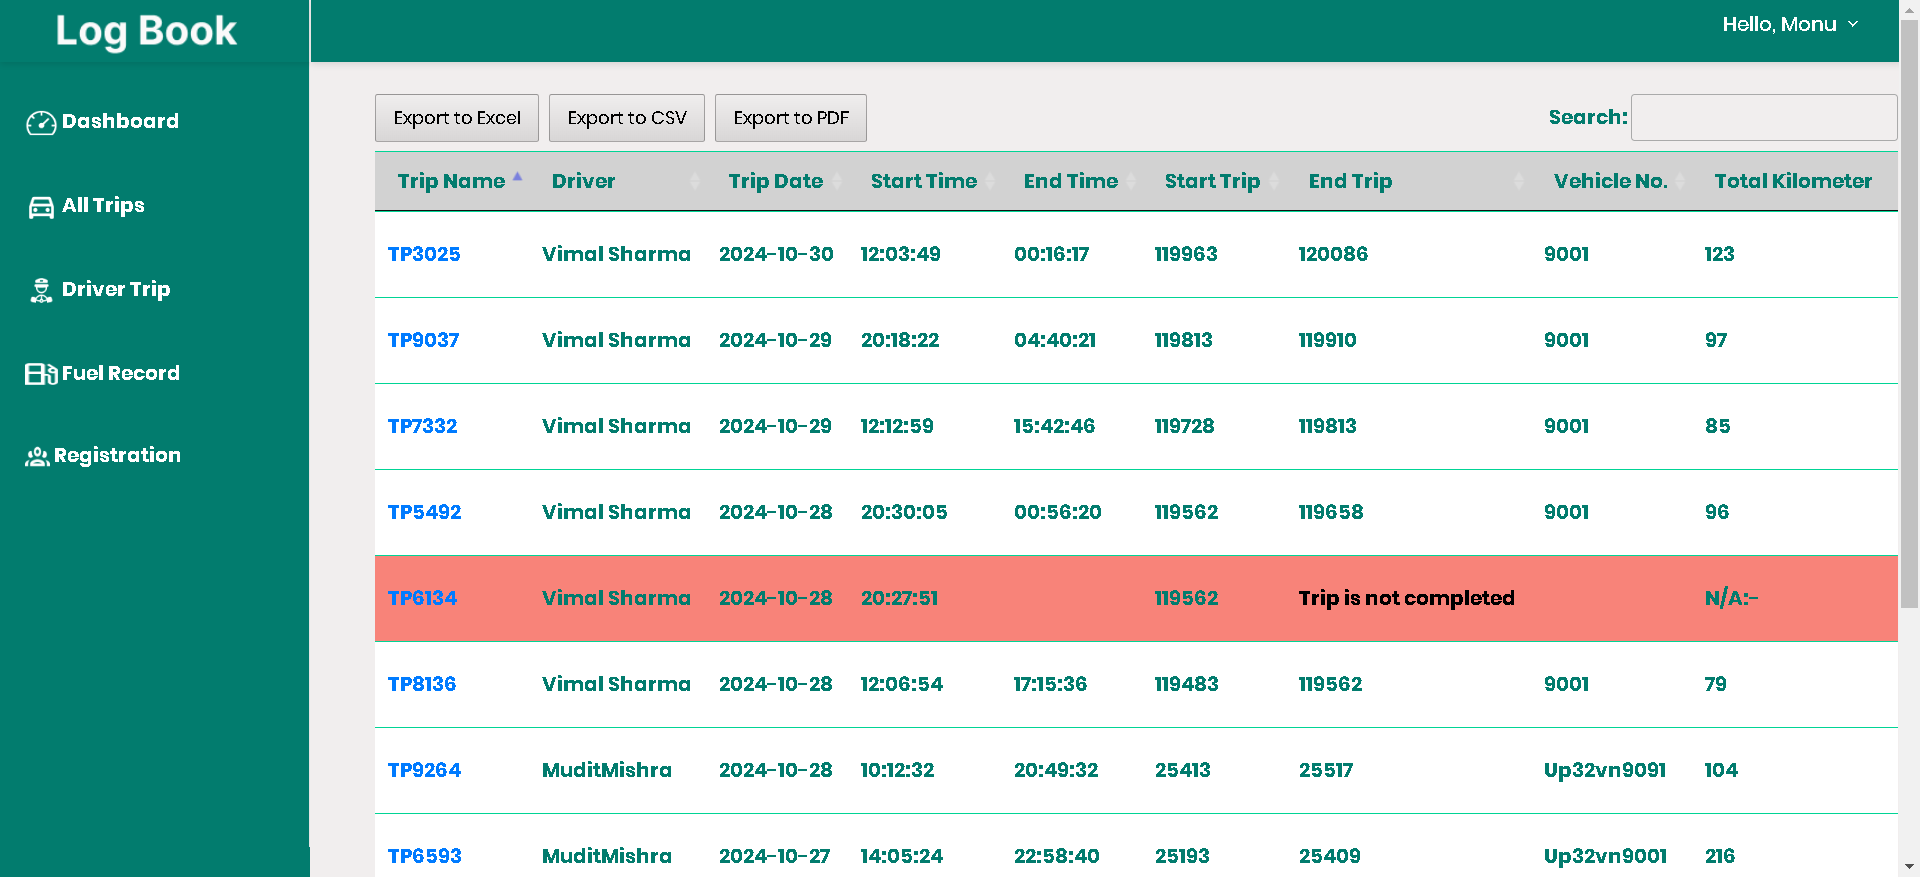 Log Book
Hello, Monu
Dashboard
All Trips
Driver Trip
Fuel Record
Registration
Export to Excel Export to CSV Export to PDF Search:
Trip Name Driver Trip Date Start Time End Time Start Trip End Trip Vehicle No. Total Kilometer
TP3025 Vimal Sharma 2024-10-30 12:03:49 00:16:17 119963 120086 9001 123
TP9037 Vimal Sharma 2024-10-29 20:18:22 04:40:21 119813 119910 9001 97
TP7332 Vimal Sharma 2024-10-29 12:12:59 15:42:46 119728 119813 9001 85
TP5492 Vimal Sharma 2024-10-28 20:30:05 00:56:20 119562 119658 9001 96
TP6134 Vimal Sharma 2024-10-28 20:27:51 119562 Trip is not completed N/A:-
TP8136 Vimal Sharma 2024-10-28 12:06:54 17:15:36 119483 119562 9001 79
TP9264 MuditMishra 2024-10-28 10:12:32 20:49:32 25413 25517 Up32vn9091 104
TP6593 MuditMishra 2024-10-27 14:05:24 22:58:40 25193 25409 Up32vn9001 216